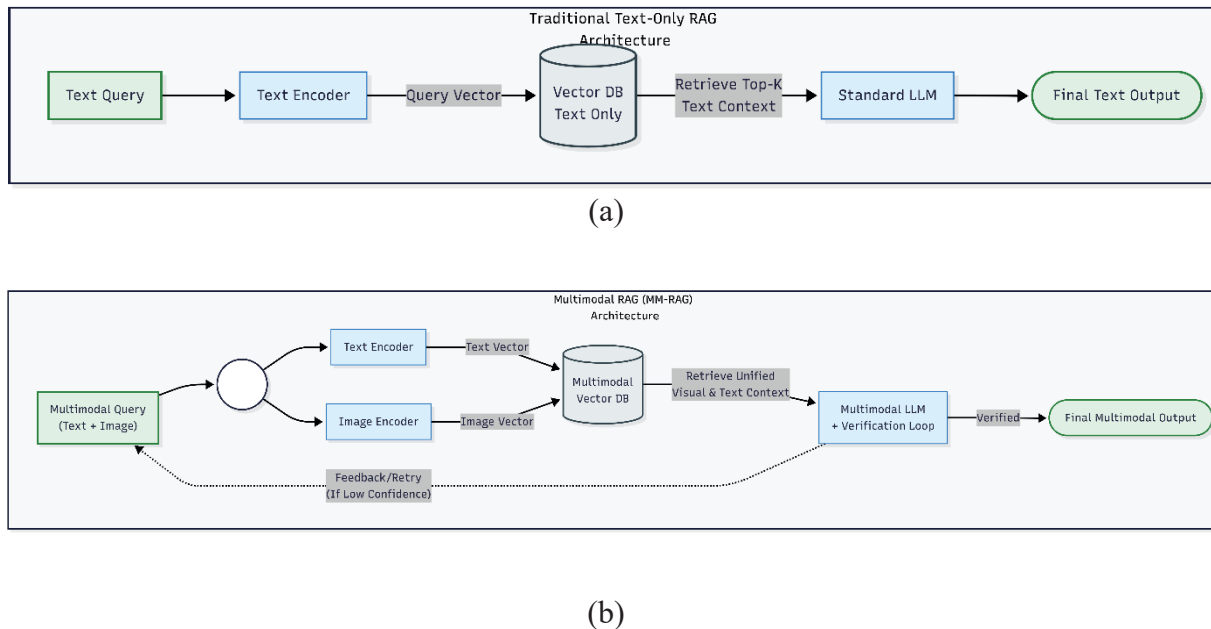 Traditional Text-Only RAG
Architecture
Text Query
Text Encoder
Query Vector
Vector DB
Text Only
Retrieve Top-K
Text Context
Standard LLM
Final Text Output
(a)
Multimodal RAG (MM-RAG)
Architecture
Multimodal Query
(Text + Image)
Text Encoder
Text Vector
Image Encoder
Image Vector
Multimodal
Vector DB
Retrieve Unified
Visual & Text Context
Multimodal LLM
+ Verification Loop
Verified
Final Multimodal Output
Feedback/Retry
(If Low Confidence)
(b)